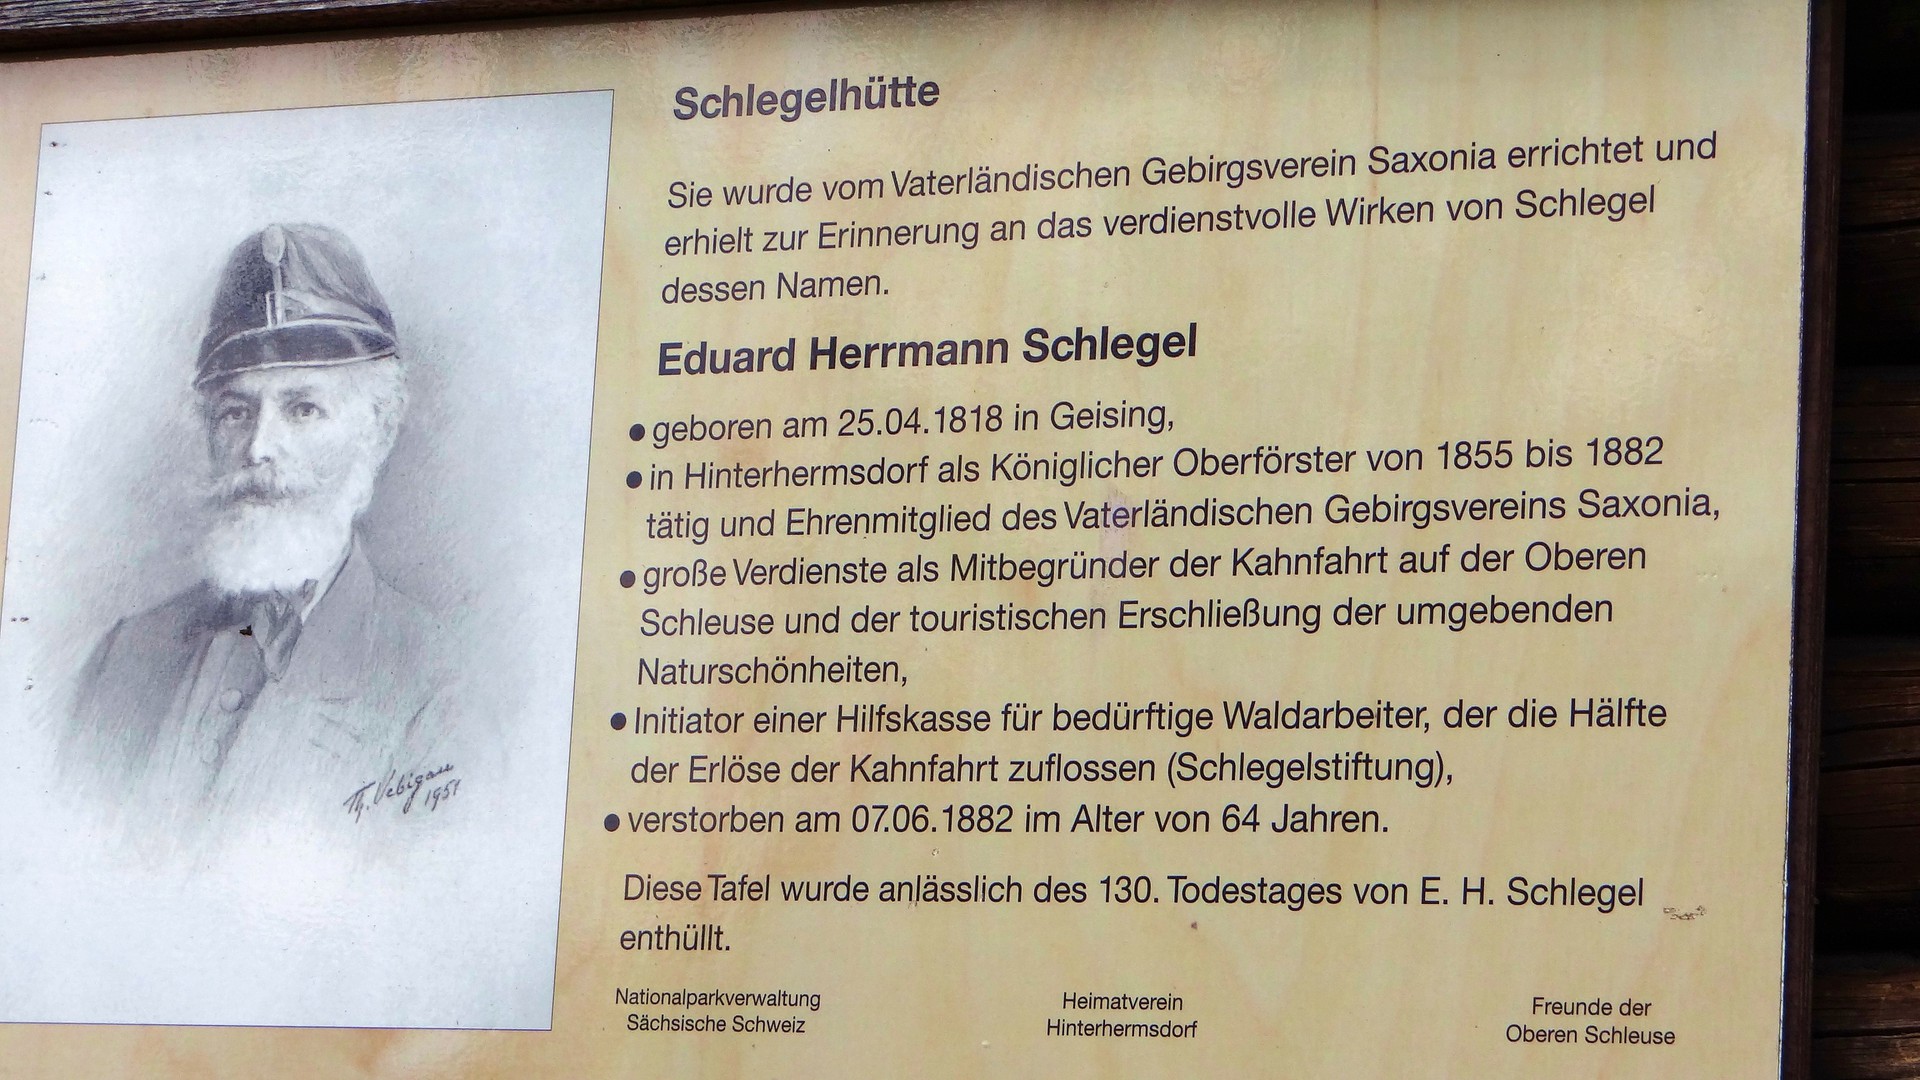 Schlegelhütte
Sie wurde vom Vaterländischen Gebirgsverein Saxonia errichtet und
erhielt zur Erinnerung an das verdienstvolle Wirken von Schlegel
dessen Namen.
Eduard Herrmann Schlegel
● geboren am 25.04.1818 in Geising,
● in Hinterhermsdorf als Königlicher Oberförster von 1855 bis 1882
tätig und Ehrenmitglied des Vaterländischen Gebirgsvereins Saxonia,
● große Verdienste als Mitbegründer der Kahnfahrt auf der Oberen
Schleuse und der touristischen Erschließung der umgebenden
Naturschönheiten,
● Initiator einer Hilfskasse für bedürftige Waldarbeiter, der die Hälfte
der Erlöse der Kahnfahrt zuflossen (Schlegelstiftung),
● verstorben am 07.06.1882 im Alter von 64 Jahren.
Diese Tafel wurde anlässlich des 130. Todestages von E. H. Schlegel
enthüllt.
Nationalparkverwaltung
Sächsische Schweiz
Heimatverein
Hinterhermsdorf
Freunde der
Oberen Schleuse